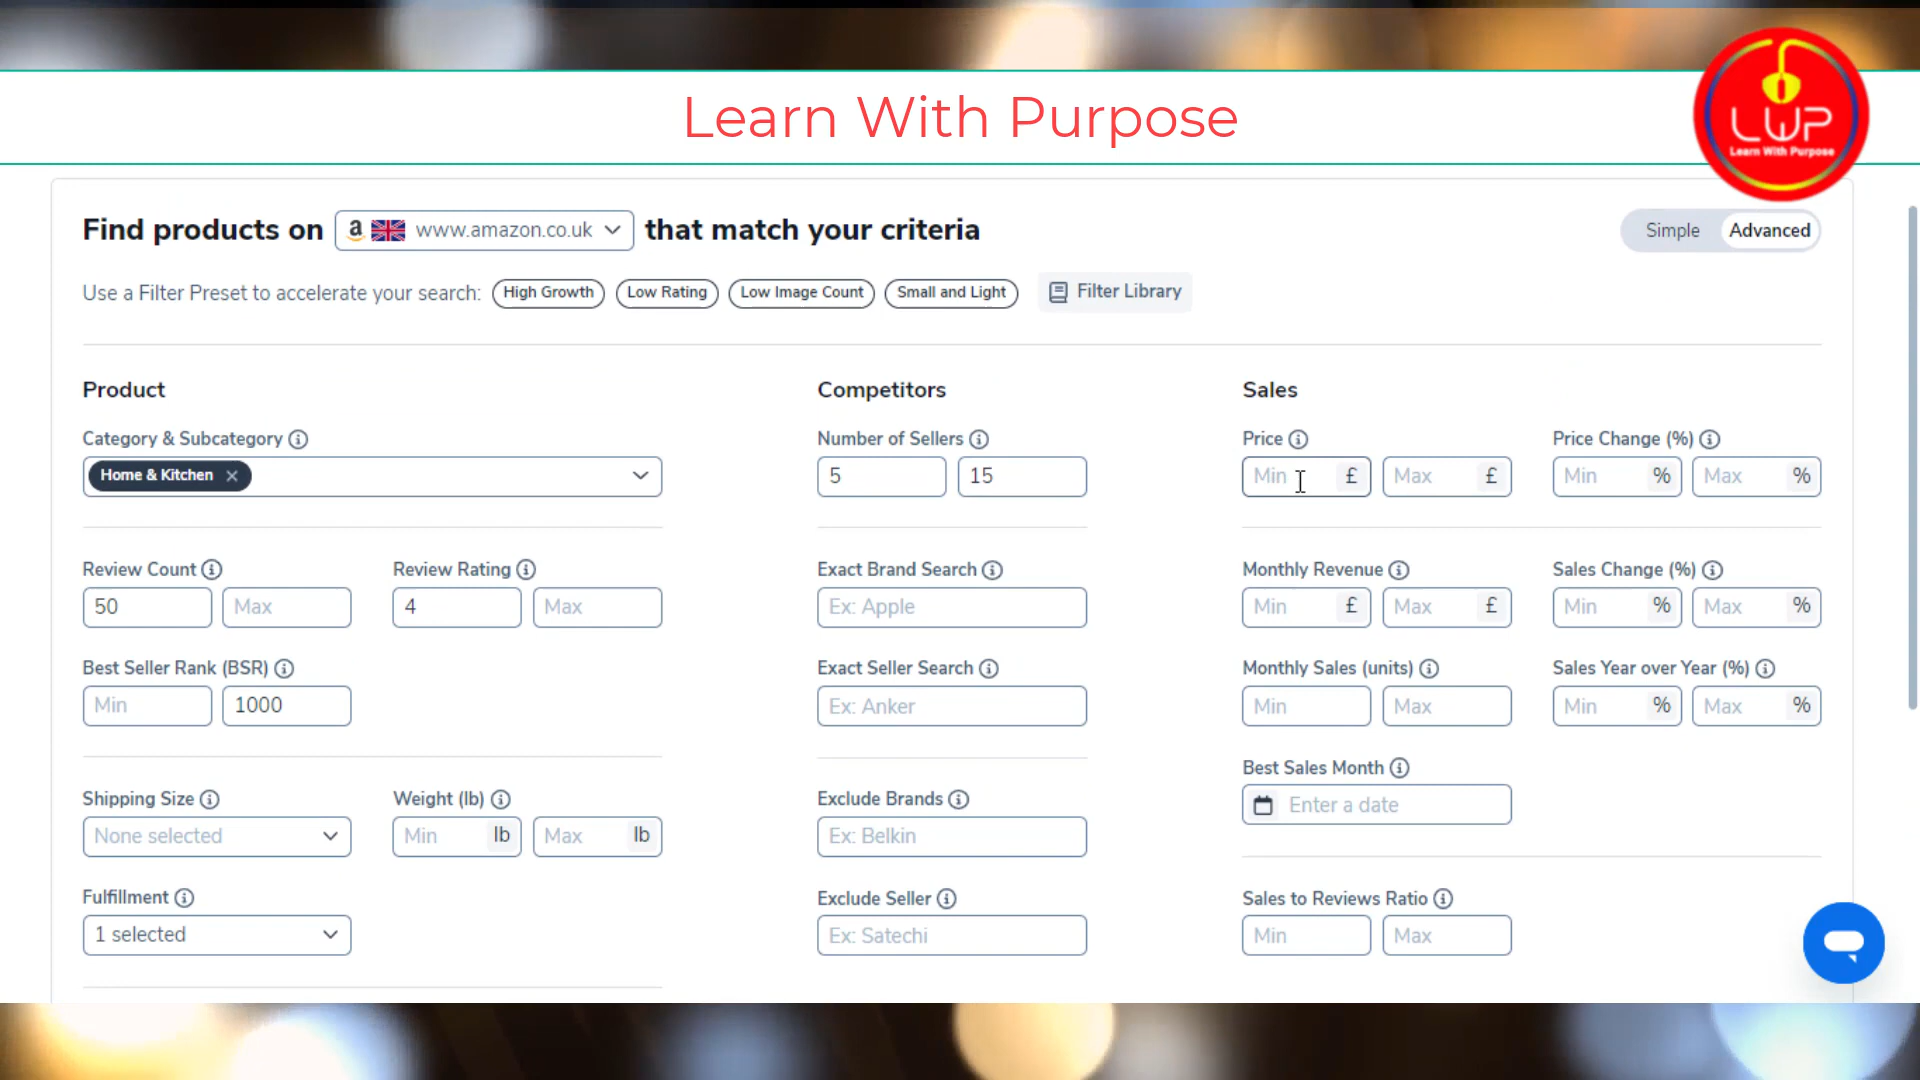 Learn With Purpose
LWP
Learn With Purpose
Find products on a www.amazon.co.uk that match your criteria
Simple Advanced
Use a Filter Preset to accelerate your search: High Growth Low Rating Low Image Count Small and Light Filter Library
Product
Competitors
Sales
Category & Subcategory
Number of Sellers
Price
Price Change (%)
Home & Kitchen
5 15
Min £ Max £
Min % Max %
Review Count
Review Rating
Exact Brand Search
Monthly Revenue
Sales Change (%)
50 Max
4 Max
Ex: Apple
Min £ Max £
Min % Max %
Best Seller Rank (BSR)
Exact Seller Search
Monthly Sales (units)
Sales Year over Year (%)
Min 1000
Ex: Anker
Min Max
Min % Max %
Best Sales Month
Enter a date
Shipping Size
Weight (lb)
Exclude Brands
None selected
Min lb Max lb
Ex: Belkin
Fulfillment
Exclude Seller
Sales to Reviews Ratio
1 selected
Ex: Satechi
Min Max